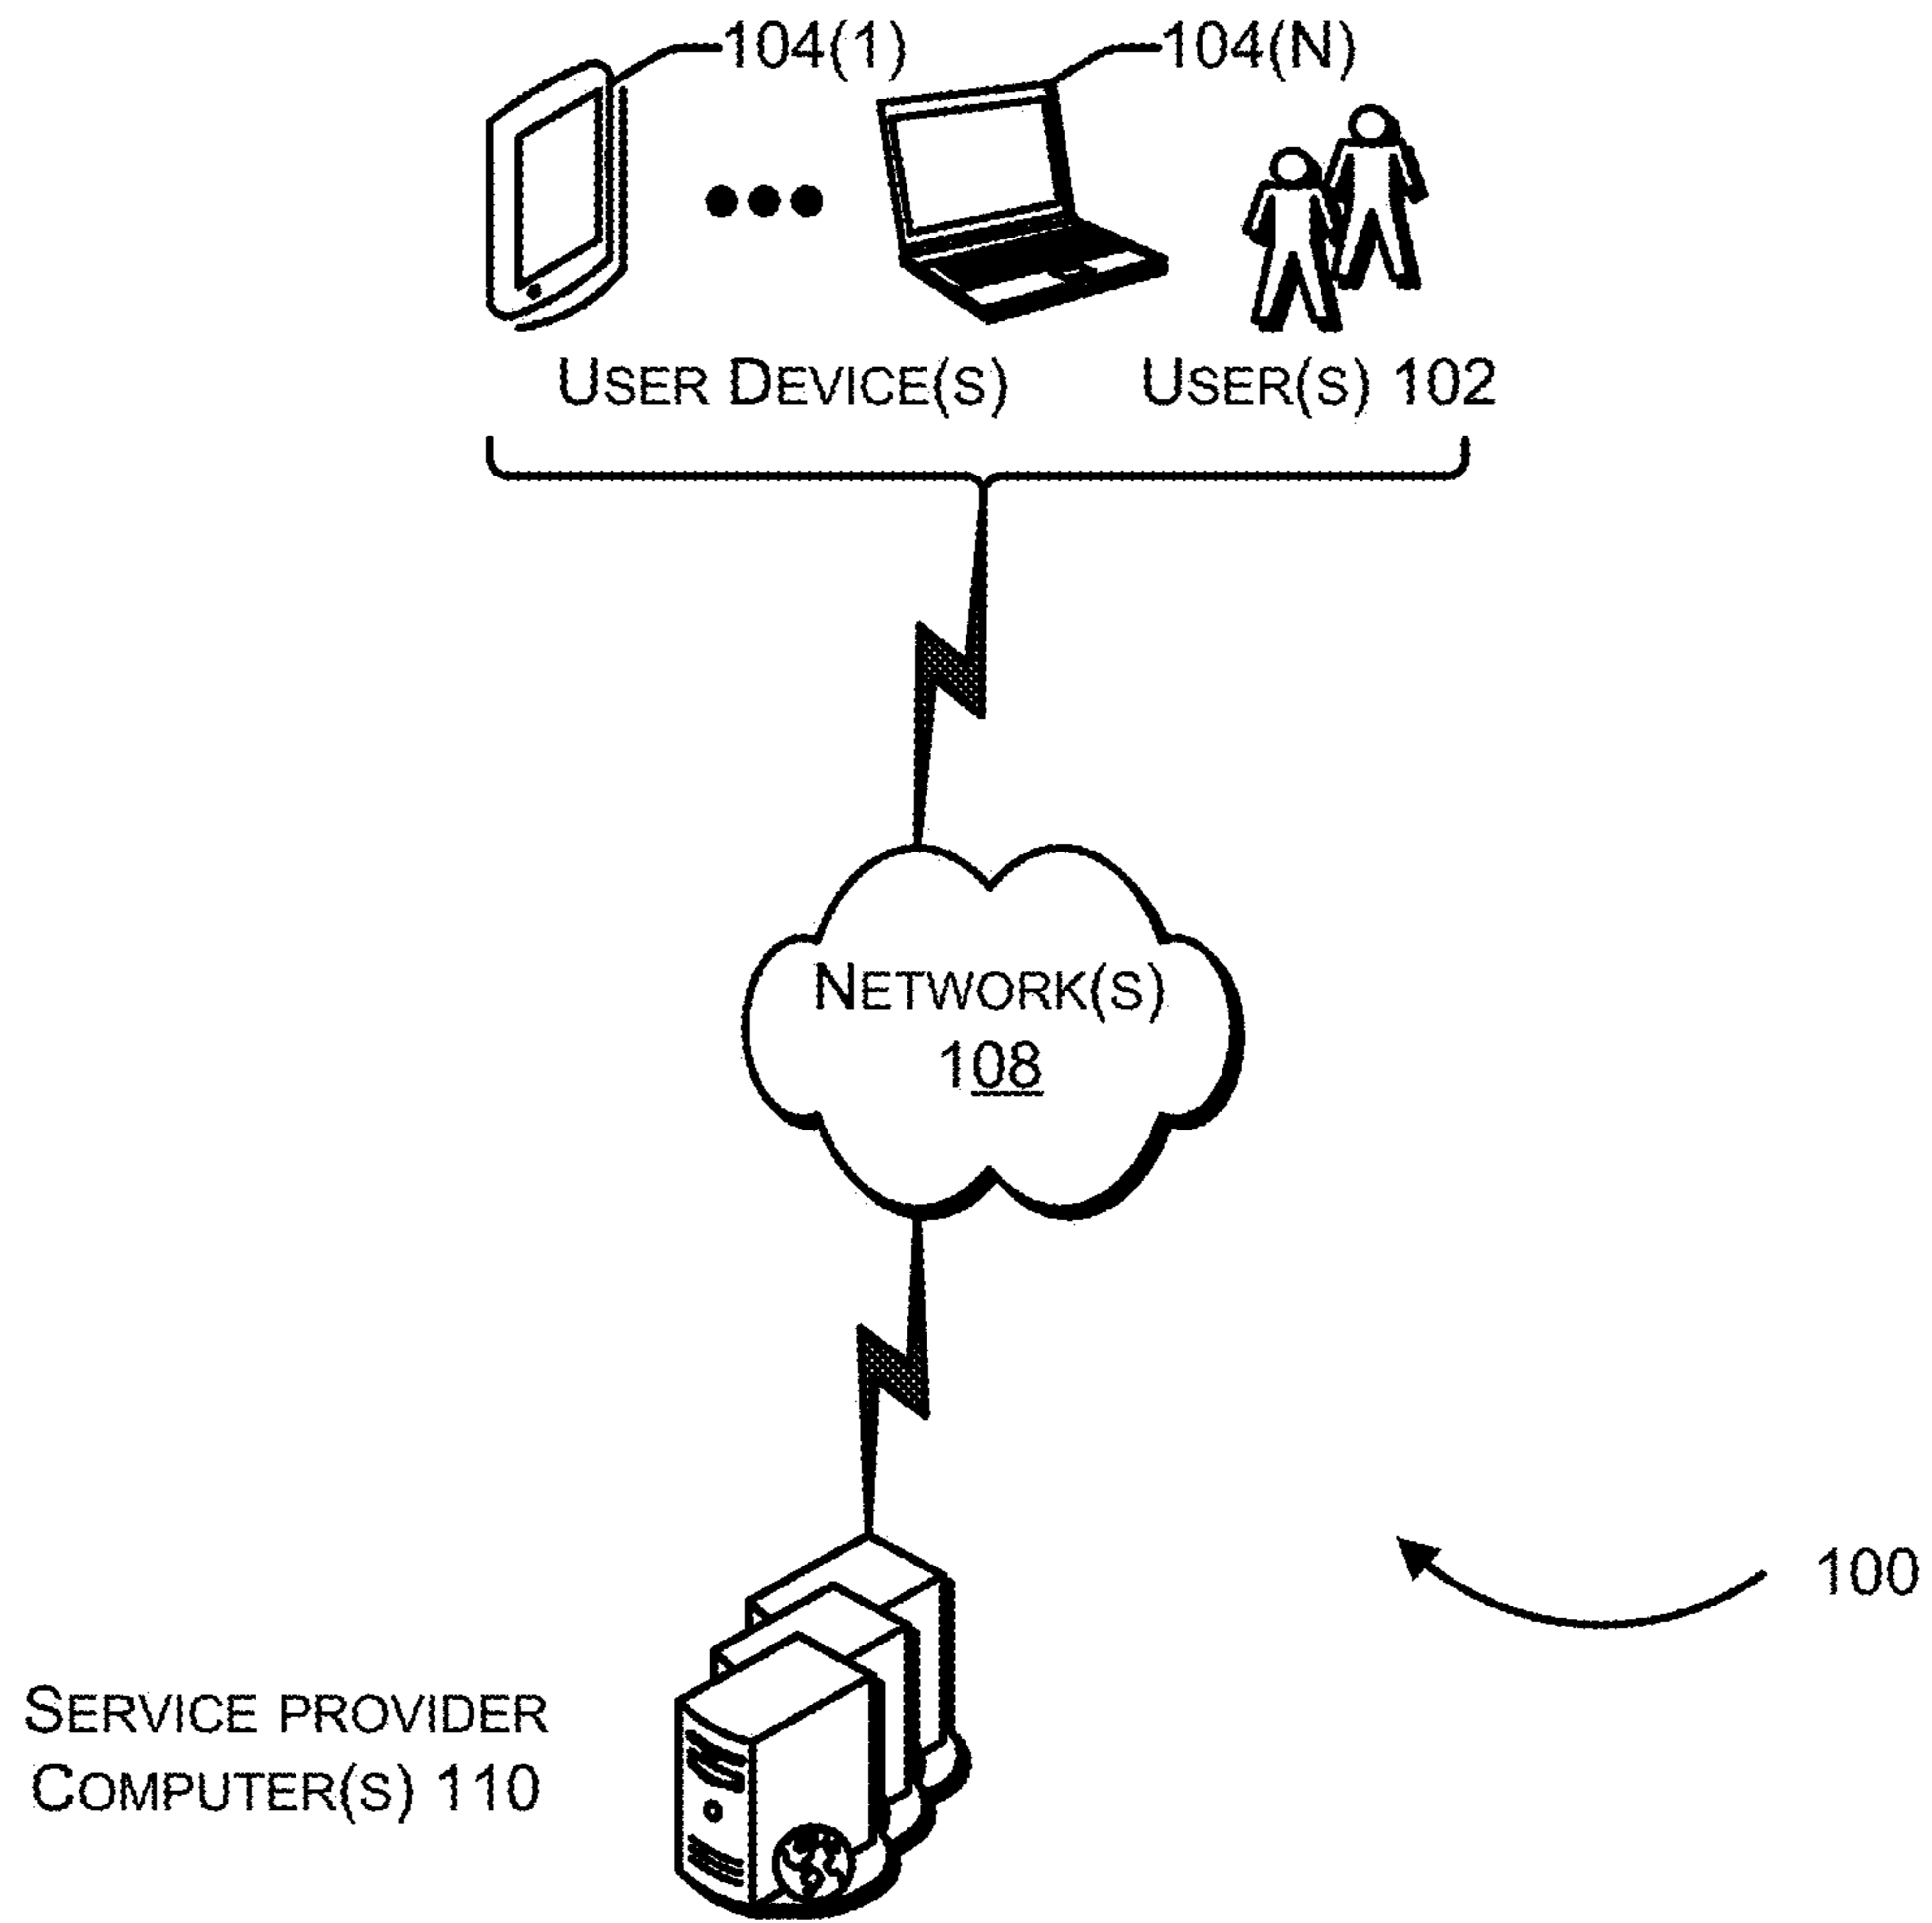 104(1) 104(N)
USER DEVICE(S) USER(S) 102
NETWORK(S)
108
100
SERVICE PROVIDER
COMPUTER(S) 110